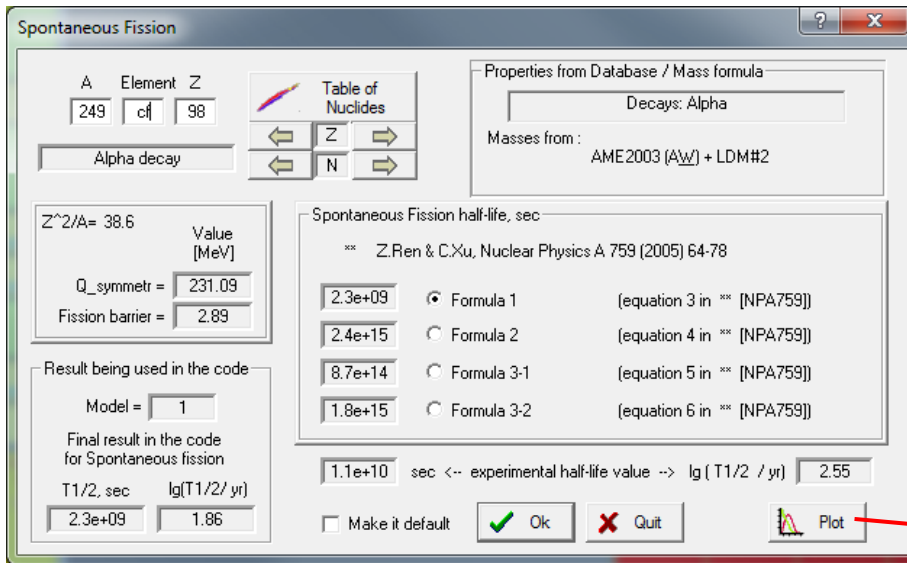 Spontaneous Fission
? X
A Element Z
249 cf 98
Table of
Nuclides
Z
N
Alpha decay
Properties from Database / Mass formula
Decays: Alpha
Masses from :
AME2003 (AW) + LDM#2
Z^2/A= 38.6
Value
[MeV]
Q_symmetr = 231.09
Fission barrier = 2.89
Spontaneous Fission half-life, sec
** Z.Ren & C.Xu, Nuclear Physics A 759 (2005) 64-78
2.3e+09 Formula 1 (equation 3 in ** [NPA759])
2.4e+15 Formula 2 (equation 4 in ** [NPA759])
8.7e+14 Formula 3-1 (equation 5 in ** [NPA759])
1.8e+15 Formula 3-2 (equation 6 in ** [NPA759])
Result being used in the code
Model = 1
Final result in the code
for Spontaneous fission
T1/2, sec lg(T1/2/ yr)
2.3e+09 1.86
1.1e+10 sec <-- experimental half-life value --> lg ( T1/2 / yr) 2.55
Make it default Ok Quit Plot